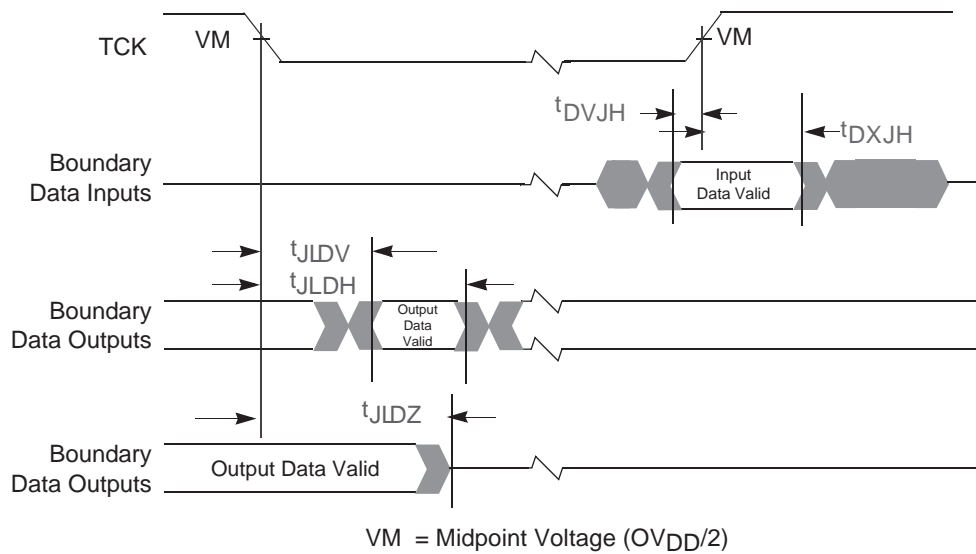 TCK
VM
VM
tDVJH
tDXJH
Boundary
Data Inputs
Input
Data Valid
tJLDV
tJLDH
Boundary
Data Outputs
Output
Data
Valid
tJLDZ
Boundary
Data Outputs
Output Data Valid
VM = Midpoint Voltage (OVDD/2)